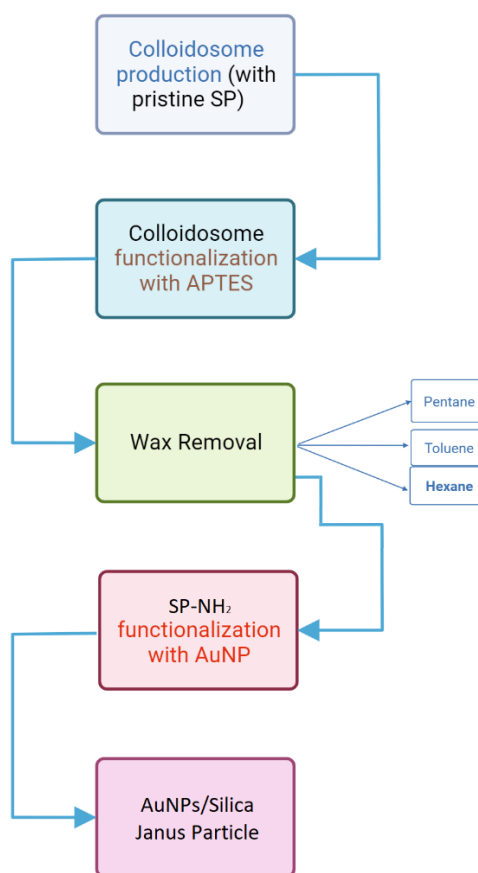 Colloidosome
production (with
pristine SP)
Colloidosome
functionalization
with APTES
Wax Removal
Pentane
Toluene
Hexane
SP-NH₂
functionalization
with AuNP
AuNPs/Silica
Janus Particle